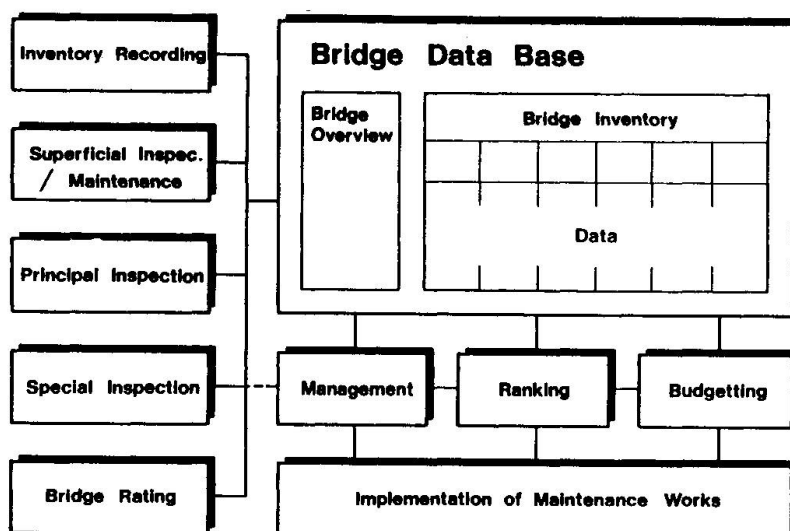 Inventory Recording
Superficial Inspec.
/ Maintenance
Principal Inspection
Special Inspection
Bridge Rating
Bridge Data Base
Bridge
Overview
Bridge Inventory
Data
Management
Ranking
Budgetting
Implementation of Maintenance Works